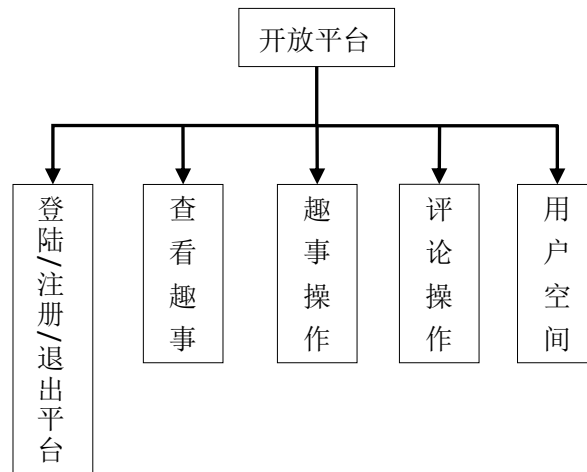 开放平台
登陆/注册/退出平台
查看趣事
趣事操作
评论操作
用户空间